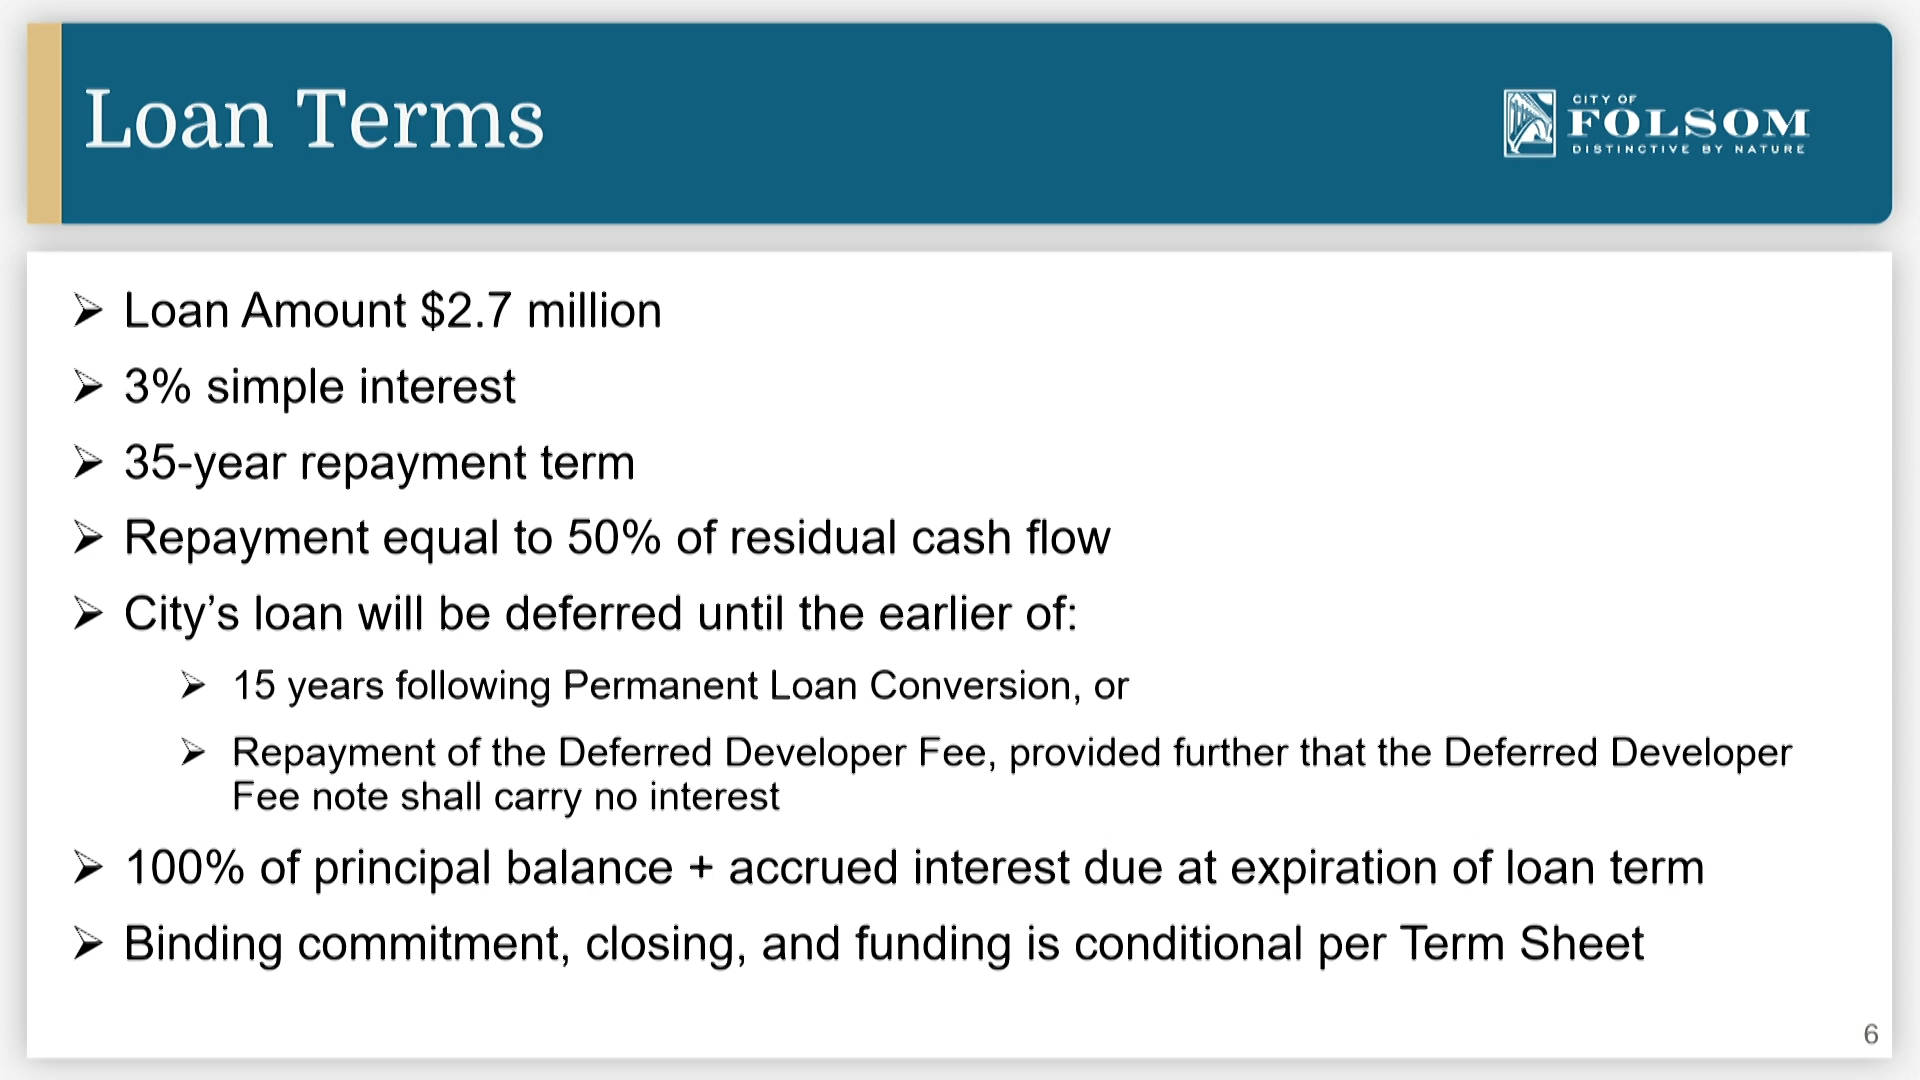 Loan Terms
CITY OF
FOLSOM
DISTINCTIVE BY NATURE
➢ Loan Amount $2.7 million
➢ 3% simple interest
➢ 35-year repayment term
➢ Repayment equal to 50% of residual cash flow
➢ City’s loan will be deferred until the earlier of:
➢ 15 years following Permanent Loan Conversion, or
➢ Repayment of the Deferred Developer Fee, provided further that the Deferred Developer
Fee note shall carry no interest
➢ 100% of principal balance + accrued interest due at expiration of loan term
➢ Binding commitment, closing, and funding is conditional per Term Sheet
6